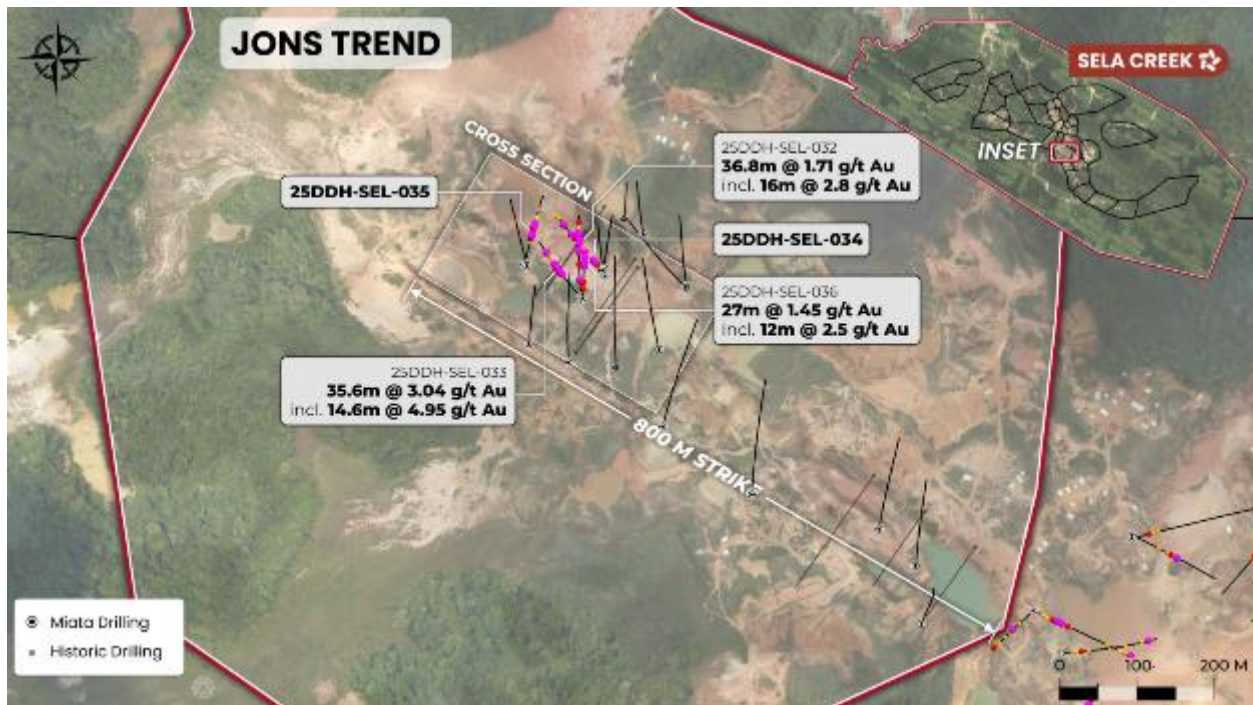 JONS TREND
SELA CREEK
INSET
CROSS SECTION
25DDH-SEL-032
36.8m @ 1.71 g/t Au
incl. 16m @ 2.8 g/t Au
25DDH-SEL-035
25DDH-SEL-034
25DDH-SEL-036
27m @ 1.45 g/t Au
incl. 12m @ 2.5 g/t Au
25DDH-SEL-033
35.6m @ 3.04 g/t Au
incl. 14.6m @ 4.95 g/t Au
800 M STRIKE
Miata Drilling
Historic Drilling
0 100 200 M